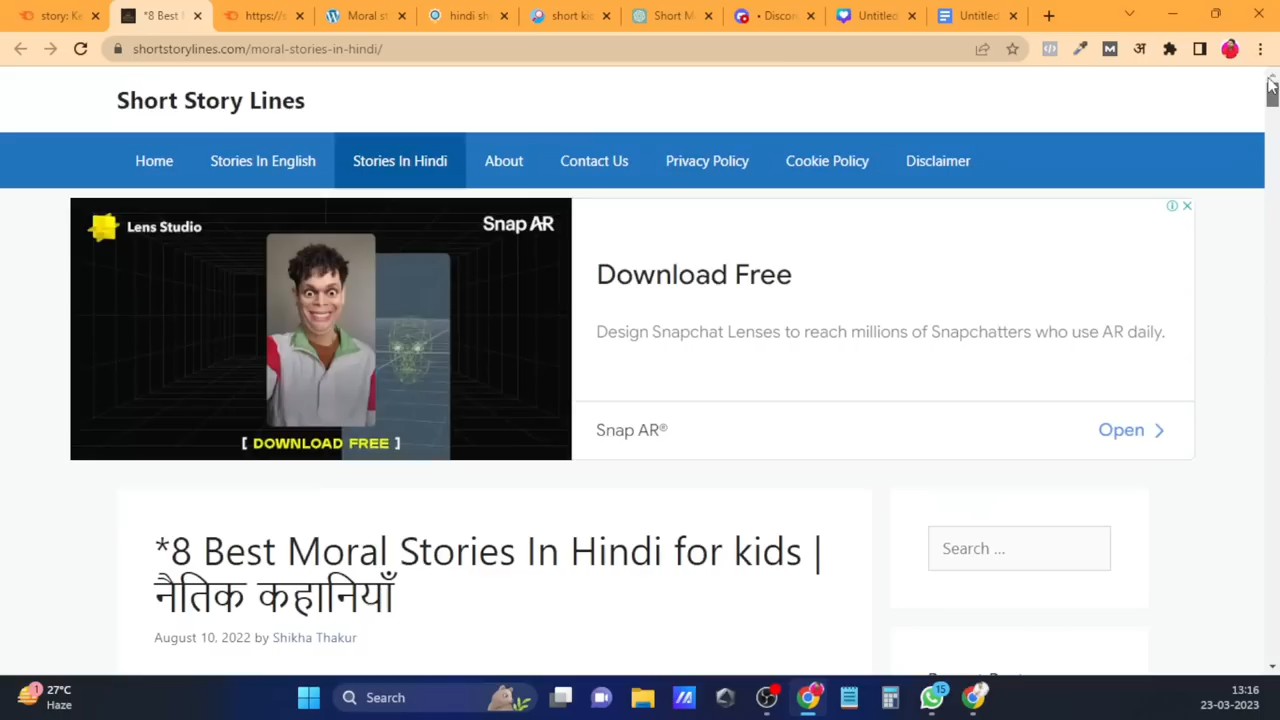 story: Ke
*8 Best
https://s
Moral st
hindi sh
short kid
Short M
• Discor
Untitled
Untitled
shortstorylines.com/moral-stories-in-hindi/
अ
Short Story Lines
Home
Stories In English
Stories In Hindi
About
Contact Us
Privacy Policy
Cookie Policy
Disclaimer
Lens Studio
Snap AR
[ DOWNLOAD FREE ]
Download Free
Design Snapchat Lenses to reach millions of Snapchatters who use AR daily.
Snap AR®
Open
*8 Best Moral Stories In Hindi for kids |
नैतिक कहानियाँ
August 10, 2022 by Shikha Thakur
Search ...
1
27°C
Haze
Search
15
13:16
23-03-2023